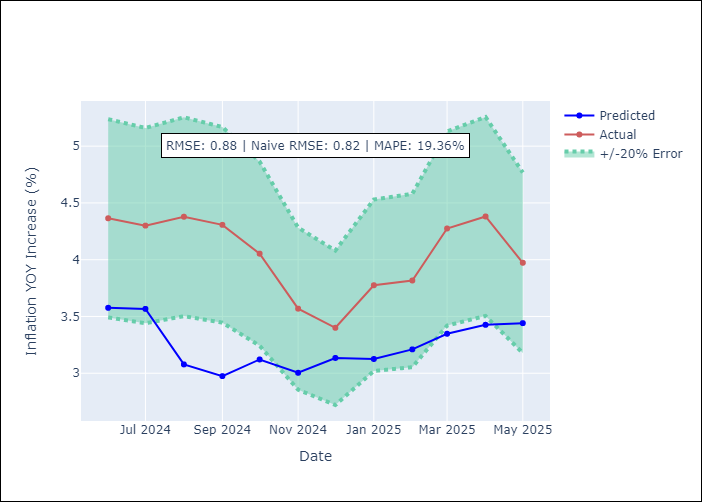 RMSE: 0.88 | Naive RMSE: 0.82 | MAPE: 19.36%
Predicted
Actual
+/-20% Error
Inflation YOY Increase (%)
5
4.5
4
3.5
3
Jul 2024
Sep 2024
Nov 2024
Jan 2025
Mar 2025
May 2025
Date